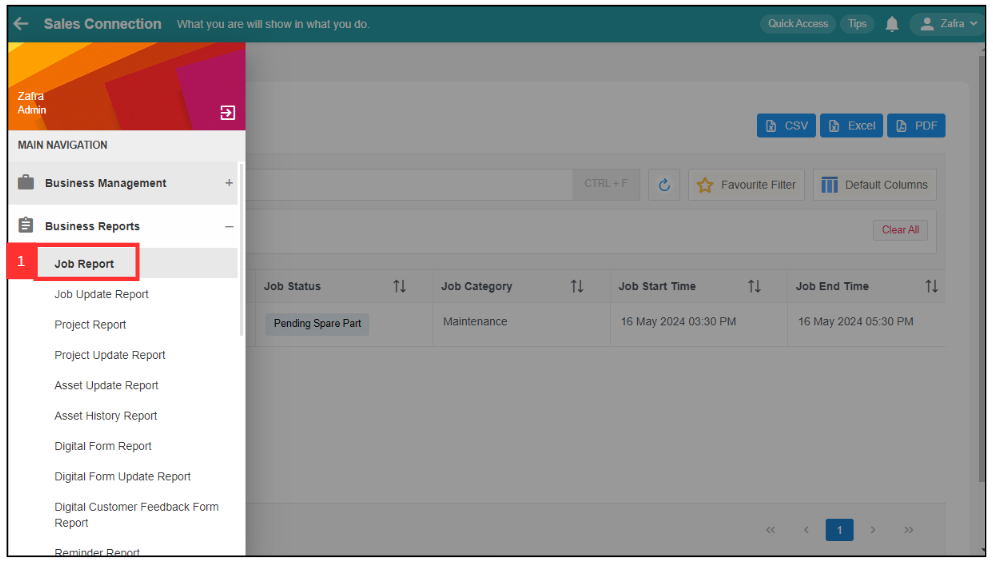 Sales Connection What you are will show in what you do. Quick Access Tips Zafra
Zafra
Admin
MAIN NAVIGATION
Business Management +
Business Reports –
1 Job Report
Job Update Report
Project Report
Project Update Report
Asset Update Report
Asset History Report
Digital Form Report
Digital Form Update Report
Digital Customer Feedback Form
Report
Reminder Report
CSV Excel PDF
CTRL + F Favourite Filter Default Columns
Clear All
Job Status Job Category Job Start Time Job End Time
Pending Spare Part Maintenance 16 May 2024 03:30 PM 16 May 2024 05:30 PM
« ‹ 1 › »